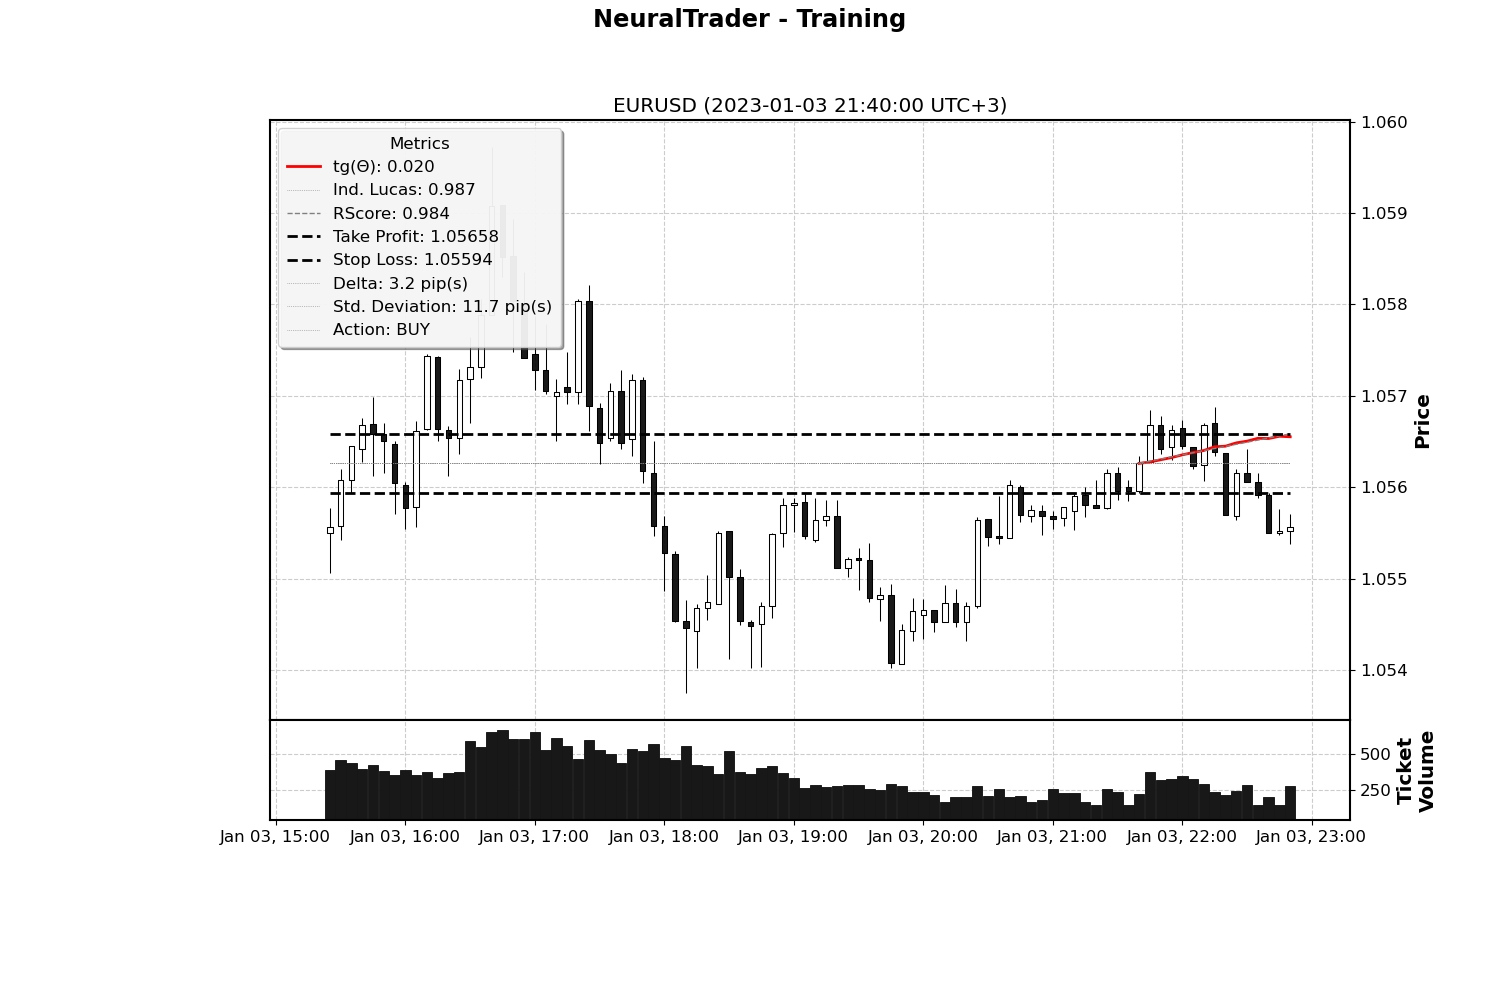 NeuralTrader - Training
EURUSD (2023-01-03 21:40:00 UTC+3)
Metrics
tg(Θ): 0.020
Ind. Lucas: 0.987
RScore: 0.984
Take Profit: 1.05658
Stop Loss: 1.05594
Delta: 3.2 pip(s)
Std. Deviation: 11.7 pip(s)
Action: BUY
1.060
1.059
1.058
1.057
1.056
1.055
1.054
Price
500
250
Ticket
Volume
Jan 03, 15:00
Jan 03, 16:00
Jan 03, 17:00
Jan 03, 18:00
Jan 03, 19:00
Jan 03, 20:00
Jan 03, 21:00
Jan 03, 22:00
Jan 03, 23:00